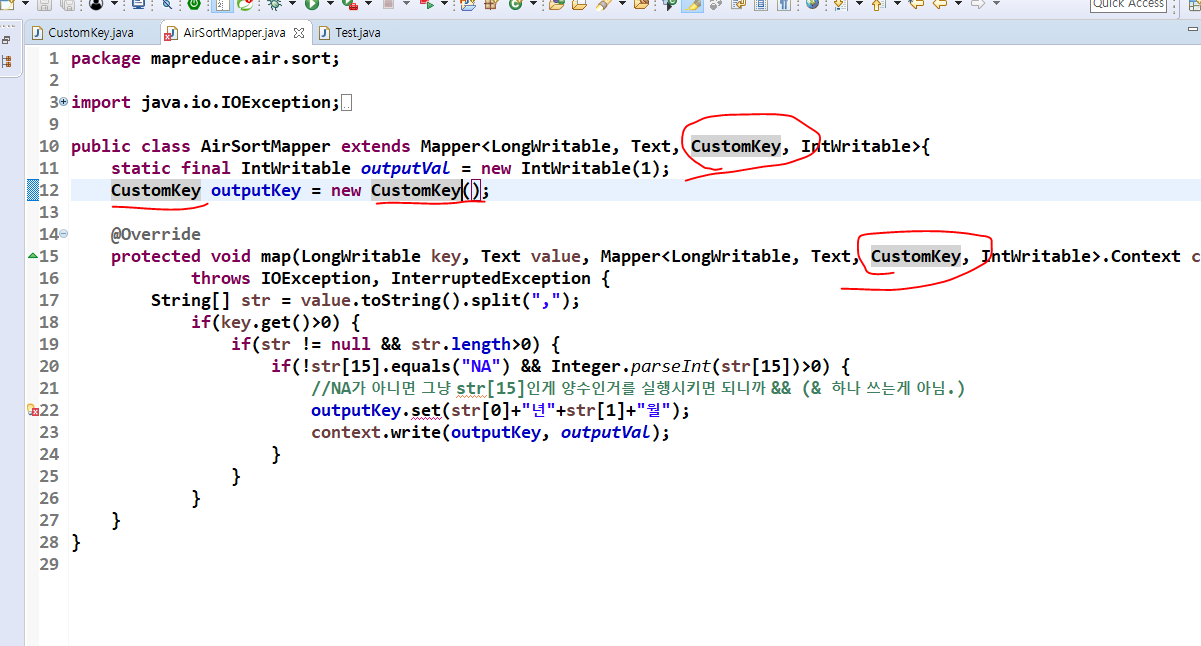 Quick Access
CustomKey.java AirSortMapper.java Test.java
1 package mapreduce.air.sort;
2
3 import java.io.IOException;
9
10 public class AirSortMapper extends Mapper<LongWritable, Text, CustomKey, IntWritable>{
11 static final IntWritable outputVal = new IntWritable(1);
12 CustomKey outputKey = new CustomKey();
13
14 @Override
15 protected void map(LongWritable key, Text value, Mapper<LongWritable, Text, CustomKey, IntWritable>.Context c
16 throws IOException, InterruptedException {
17 String[] str = value.toString().split(",");
18 if(key.get()>0) {
19 if(str != null && str.length>0) {
20 if(!str[15].equals("NA") && Integer.parseInt(str[15])>0) {
21 //NA가 아니면 그냥 str[15]인게 양수인거를 실행시키면 되니까 && (& 하나 쓰는게 아님.)
22 outputKey.set(str[0]+"년"+str[1]+"월");
23 context.write(outputKey, outputVal);
24 }
25 }
26 }
27 }
28 }
29